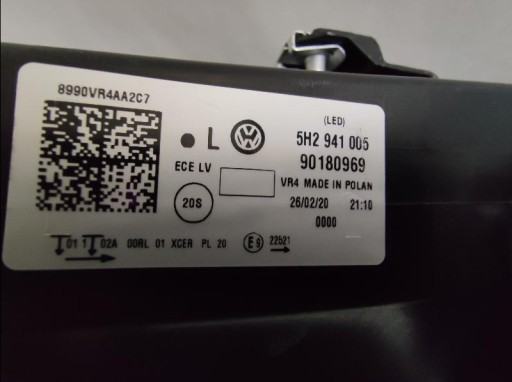 8990VR4AA2C7
L
(LED)
5H2 941 005
ECE LV
90180969
VR4 MADE IN POLAN
20S
26/02/20 21:10
0000
01 1 02A 00RL 01 XCER PL 20
22521